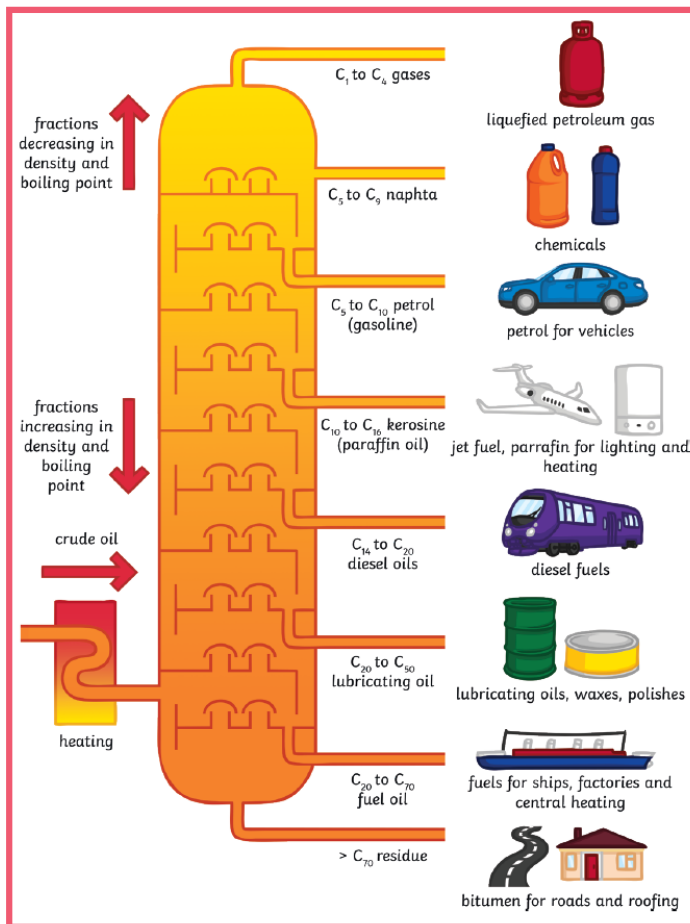 C₁ to C₄ gases
liquefied petroleum gas
fractions
decreasing in
density and
boiling point
C₅ to C₉ naphta
chemicals
C₅ to C₁₀ petrol
(gasoline)
petrol for vehicles
fractions
increasing in
density and
boiling
point
C₁₀ to C₁₆ kerosine
(paraffin oil)
jet fuel, parrafin for lighting and
heating
crude oil
C₁₄ to C₂₀
diesel oils
diesel fuels
heating
C₂₀ to C₅₀
lubricating oil
lubricating oils, waxes, polishes
C₂₀ to C₇₀
fuel oil
fuels for ships, factories and
central heating
> C₇₀ residue
bitumen for roads and roofing